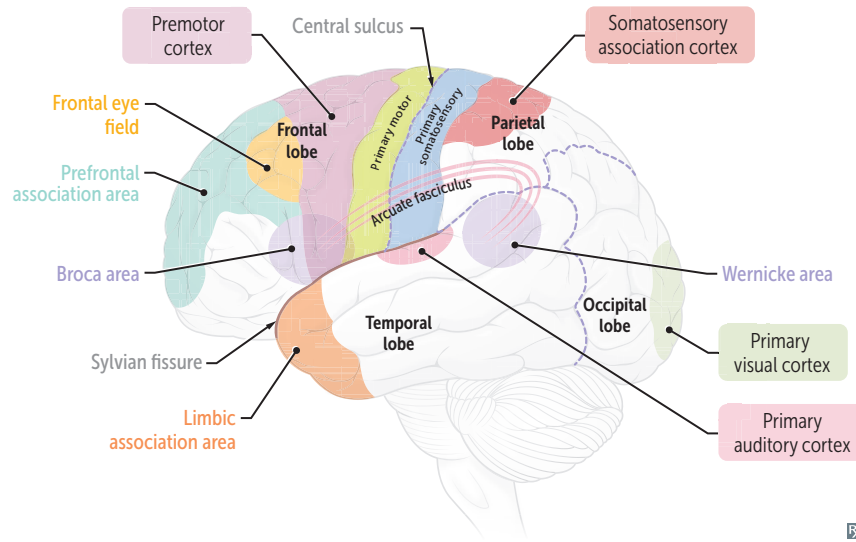 Premotor
cortex
Central sulcus
Somatosensory
association cortex
Frontal eye
field
Frontal
lobe
Primary motor
Primary
somatosensory
Parietal
lobe
Prefrontal
association area
Arcuate fasciculus
Broca area
Wernicke area
Occipital
lobe
Temporal
lobe
Sylvian fissure
Primary
visual cortex
Limbic
association area
Primary
auditory cortex